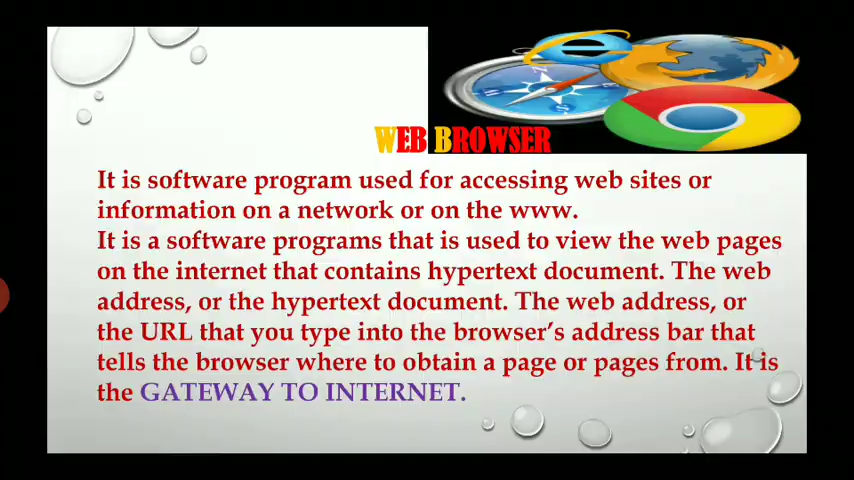 WEB BROWSER
It is software program used for accessing web sites or
information on a network or on the www.
It is a software programs that is used to view the web pages
on the internet that contains hypertext document. The web
address, or the hypertext document. The web address, or
the URL that you type into the browser's address bar that
tells the browser where to obtain a page or pages from. It is
the GATEWAY TO INTERNET.